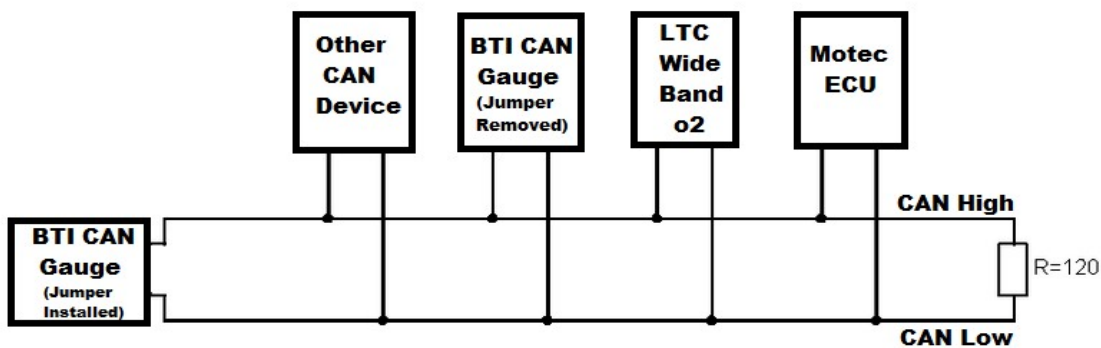 Other
CAN
Device
BTI CAN
Gauge
(Jumper
Removed)
LTC
Wide
Band
o2
Motec
ECU
CAN High
BTI CAN
Gauge
(Jumper
Installed)
R=120
CAN Low